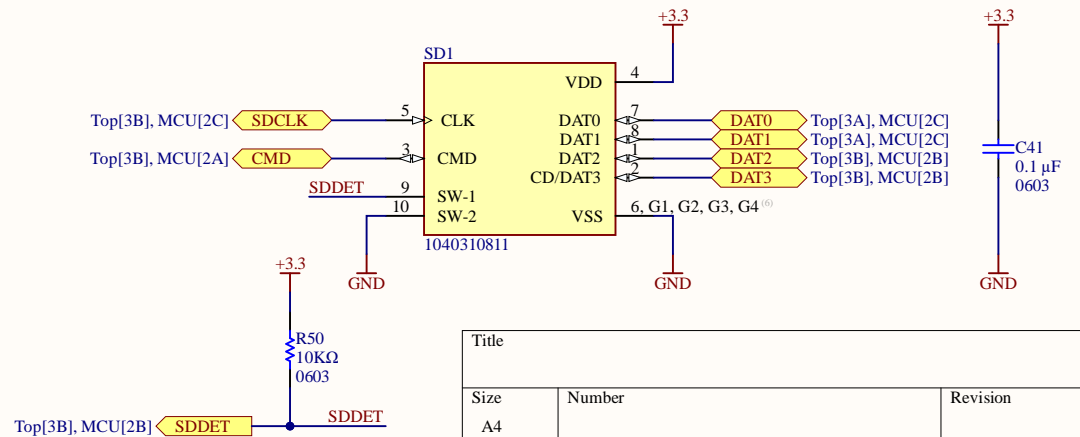 +3.3
+3.3
SD1
VDD 4
Top[3B], MCU[2C] SDCLK 5 CLK
DAT0 7 DAT0 Top[3A], MCU[2C]
DAT1 8 DAT1 Top[3A], MCU[2C]
Top[3B], MCU[2A] CMD 3 CMD
DAT2 1 DAT2 Top[3B], MCU[2B]
CD/DAT3 2 DAT3 Top[3B], MCU[2B]
C41
0.1 µF
0603
SDDET 9 SW-1
10 SW-2
VSS 6, G1, G2, G3, G4 (6)
1040310811
GND
GND
GND
+3.3
R50
10KΩ
0603
Top[3B], MCU[2B] SDDET
SDDET
Title
Size
Number
Revision
A4